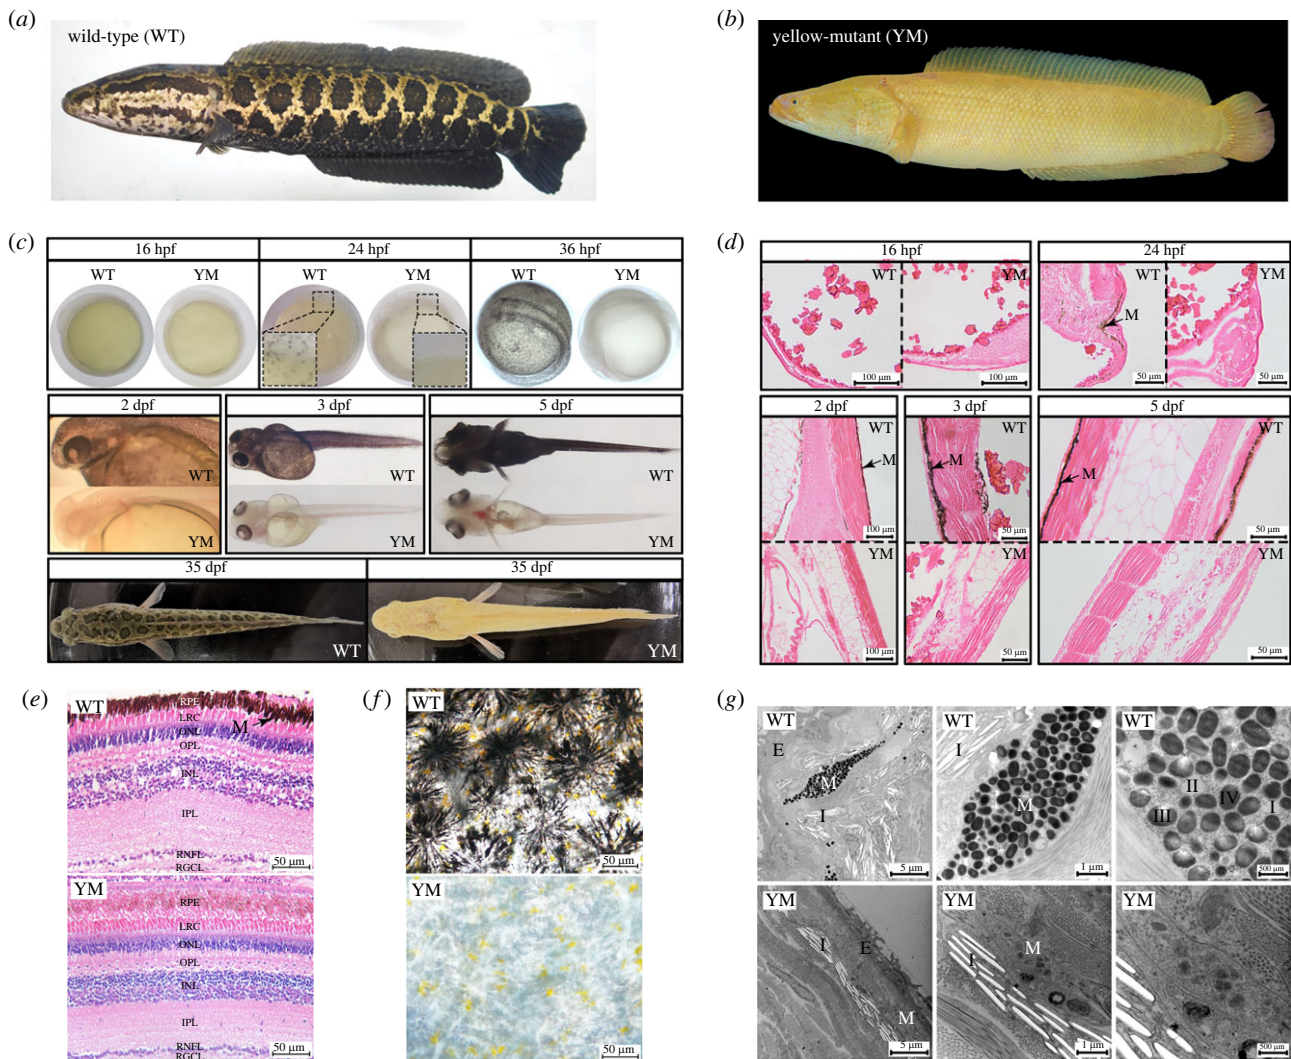 (a)
wild-type (WT)
(b)
yellow-mutant (YM)
(c)
16 hpf
24 hpf
36 hpf
WT
YM
WT
YM
WT
YM
2 dpf
3 dpf
5 dpf
WT
WT
WT
YM
YM
YM
35 dpf
35 dpf
WT
YM
(d)
16 hpf
24 hpf
WT
YM
WT
YM
M
100 µm
100 µm
50 µm
50 µm
2 dpf
3 dpf
5 dpf
WT
WT
WT
M
M
M
100 µm
50 µm
50 µm
YM
YM
YM
100 µm
50 µm
50 µm
(e)
WT
RPE
LRC
M
ONL
OPL
INL
IPL
RNFL
RGCL
50 µm
YM
RPE
LRC
ONL
OPL
INL
IPL
RNFL
RGCL
50 µm
(f)
WT
50 µm
YM
50 µm
(g)
WT
E
M
I
5 µm
WT
I
M
1 µm
WT
II
IV
III
I
500 µm
YM
I
E
M
5 µm
YM
M
I
1 µm
YM
500 µm